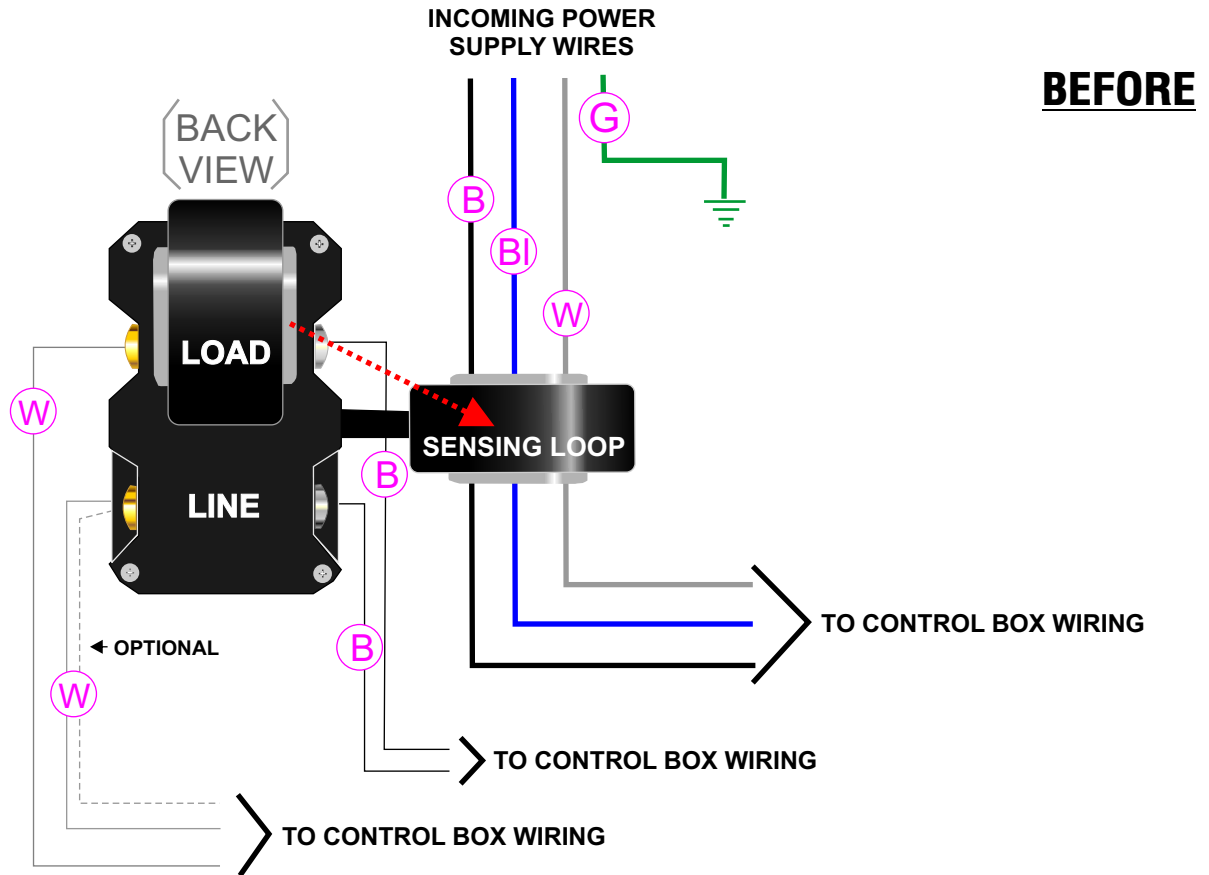 INCOMING POWER
SUPPLY WIRES
BEFORE
BACK
VIEW
G
B
Bl
W
LOAD
W
SENSING LOOP
B
LINE
TO CONTROL BOX WIRING
OPTIONAL
B
W
TO CONTROL BOX WIRING
TO CONTROL BOX WIRING